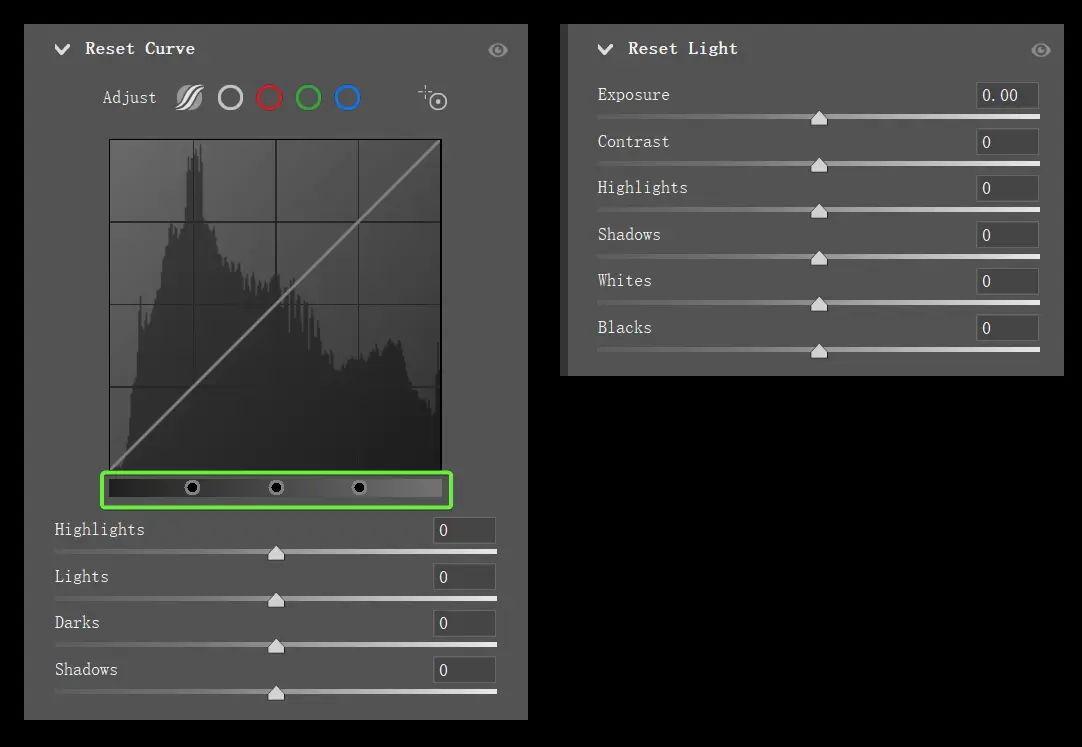 Reset Curve
Adjust
Highlights 0
Lights 0
Darks 0
Shadows 0
Reset Light
Exposure 0.00
Contrast 0
Highlights 0
Shadows 0
Whites 0
Blacks 0